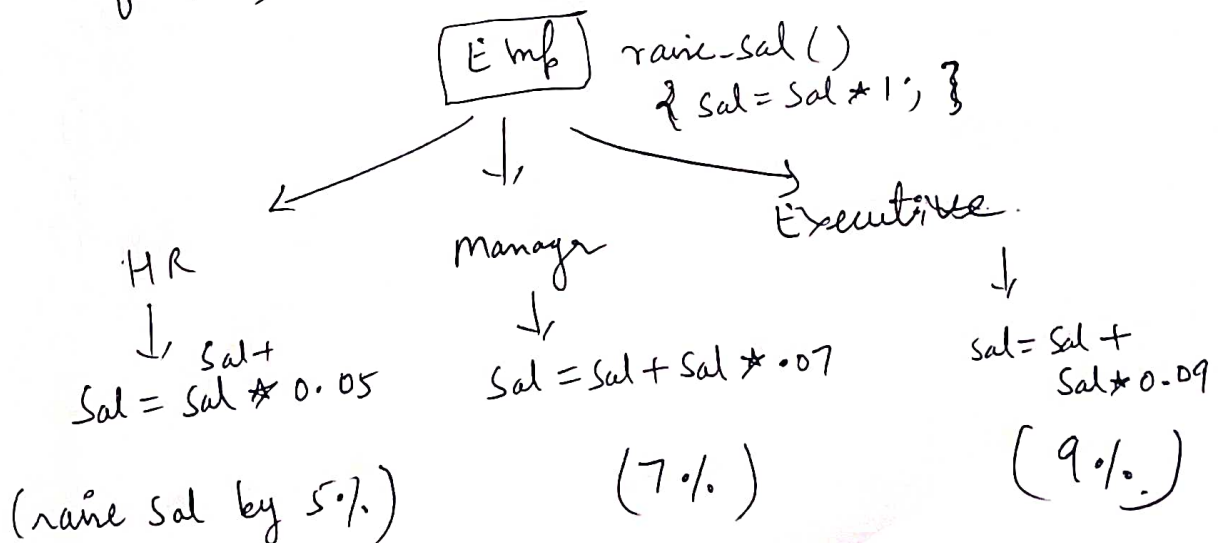 Emp raise_sal()
{ sal = sal * 1; }
HR Manager Executive
sal+
Sal = sal * 0.05 Sal = Sal + Sal * .07 sal = Sal +
Sal * 0.09
(raise sal by 5%) (7%) (9%)